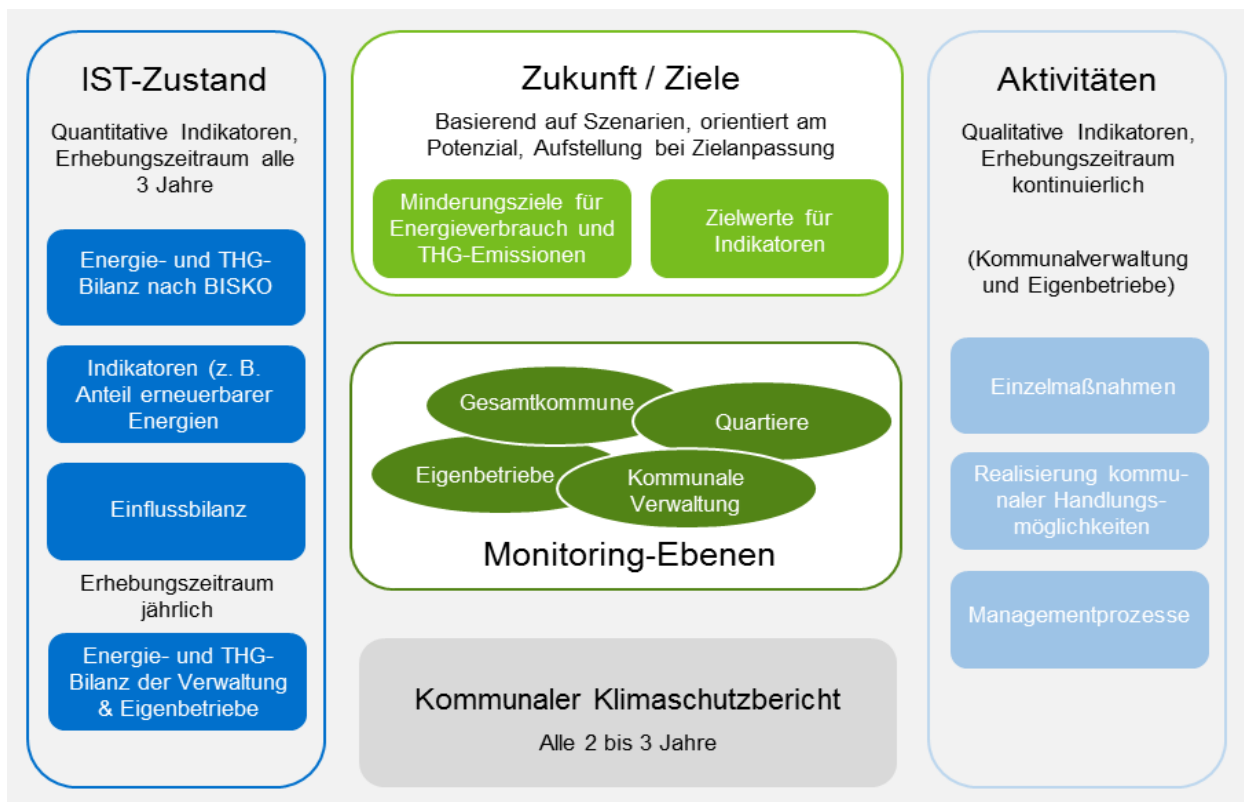 IST-Zustand
Quantitative Indikatoren,
Erhebungszeitraum alle
3 Jahre
Energie- und THG-
Bilanz nach BISKO
Indikatoren (z. B.
Anteil erneuerbarer
Energien
Einflussbilanz
Erhebungszeitraum
jährlich
Energie- und THG-
Bilanz der Verwaltung
& Eigenbetriebe
Zukunft / Ziele
Basierend auf Szenarien, orientiert am
Potenzial, Aufstellung bei Zielanpassung
Minderungsziele für
Energieverbrauch und
THG-Emissionen
Zielwerte für
Indikatoren
Gesamtkommune
Quartiere
Eigenbetriebe
Kommunale
Verwaltung
Monitoring-Ebenen
Kommunaler Klimaschutzbericht
Alle 2 bis 3 Jahre
Aktivitäten
Qualitative Indikatoren,
Erhebungszeitraum
kontinuierlich
(Kommunalverwaltung
und Eigenbetriebe)
Einzelmaßnahmen
Realisierung kommu-
naler Handlungs-
möglichkeiten
Managementprozesse